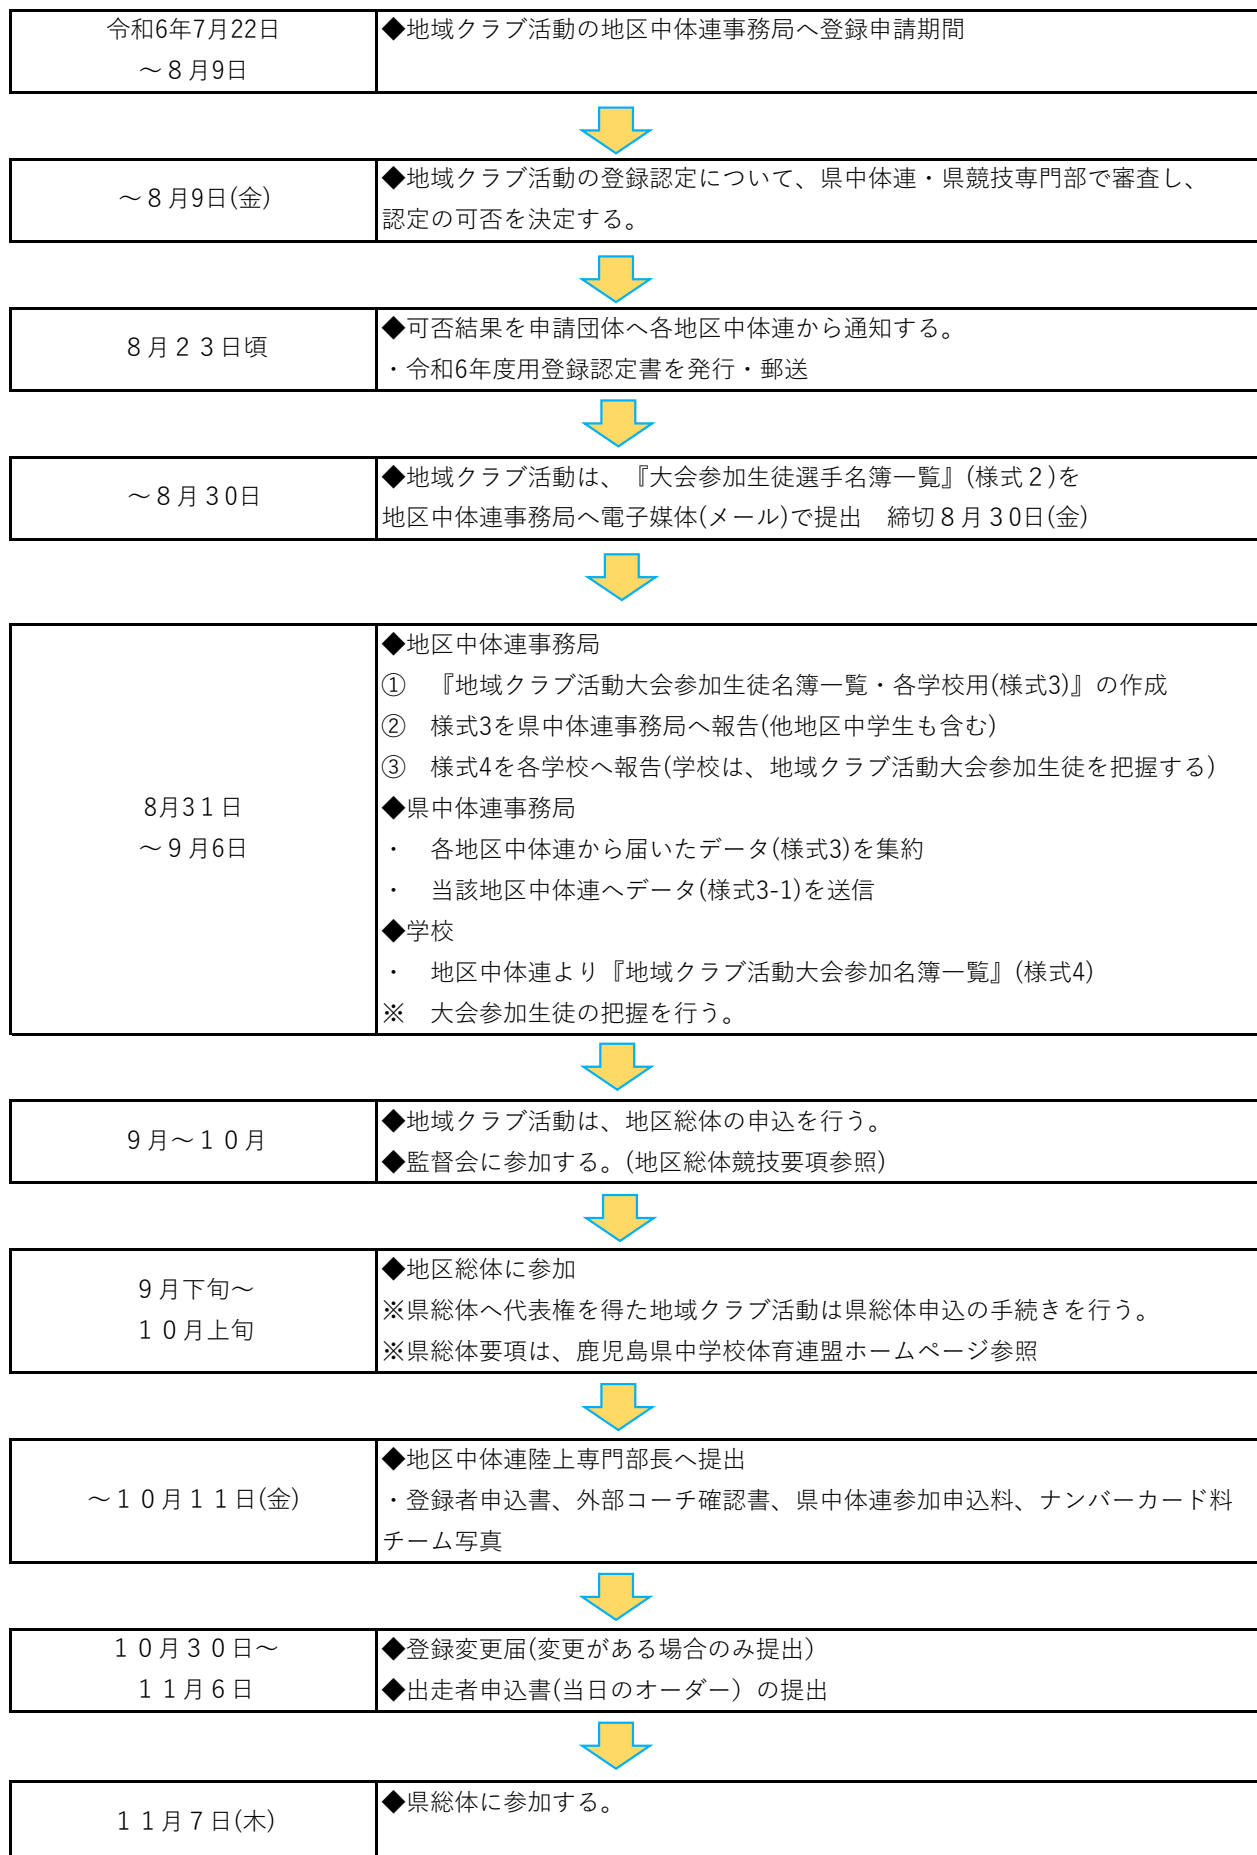 令和6年7月22日
～８月9日
◆地域クラブ活動の地区中体連事務局へ登録申請期間
～８月9日(金)
◆地域クラブ活動の登録認定について、県中体連・県競技専門部で審査し、
認定の可否を決定する。
８月２３日頃
◆可否結果を申請団体へ各地区中体連から通知する。
・令和6年度用登録認定書を発行・郵送
～８月３0日
◆地域クラブ活動は、『大会参加生徒選手名簿一覧』(様式２)を
地区中体連事務局へ電子媒体(メール)で提出　締切８月３0日(金)
8月3１日
～９月6日
◆地区中体連事務局
①　『地域クラブ活動大会参加生徒名簿一覧・各学校用(様式3)』の作成
②　様式3を県中体連事務局へ報告(他地区中学生も含む)
③　様式4を各学校へ報告(学校は、地域クラブ活動大会参加生徒を把握する)
◆県中体連事務局
・　各地区中体連から届いたデータ(様式3)を集約
・　当該地区中体連へデータ(様式3-1)を送信
◆学校
・　地区中体連より『地域クラブ活動大会参加名簿一覧』(様式4)
※　大会参加生徒の把握を行う。
９月～１０月
◆地域クラブ活動は、地区総体の申込を行う。
◆監督会に参加する。(地区総体競技要項参照)
９月下旬～
１０月上旬
◆地区総体に参加
※県総体へ代表権を得た地域クラブ活動は県総体申込の手続きを行う。
※県総体要項は、鹿児島県中学校体育連盟ホームページ参照
～１０月１１日(金)
◆地区中体連陸上専門部長へ提出
・登録者申込書、外部コーチ確認書、県中体連参加申込料、ナンバーカード料
チーム写真
１０月３０日～
１１月６日
◆登録変更届(変更がある場合のみ提出)
◆出走者申込書(当日のオーダー）の提出
１１月７日(木)
◆県総体に参加する。